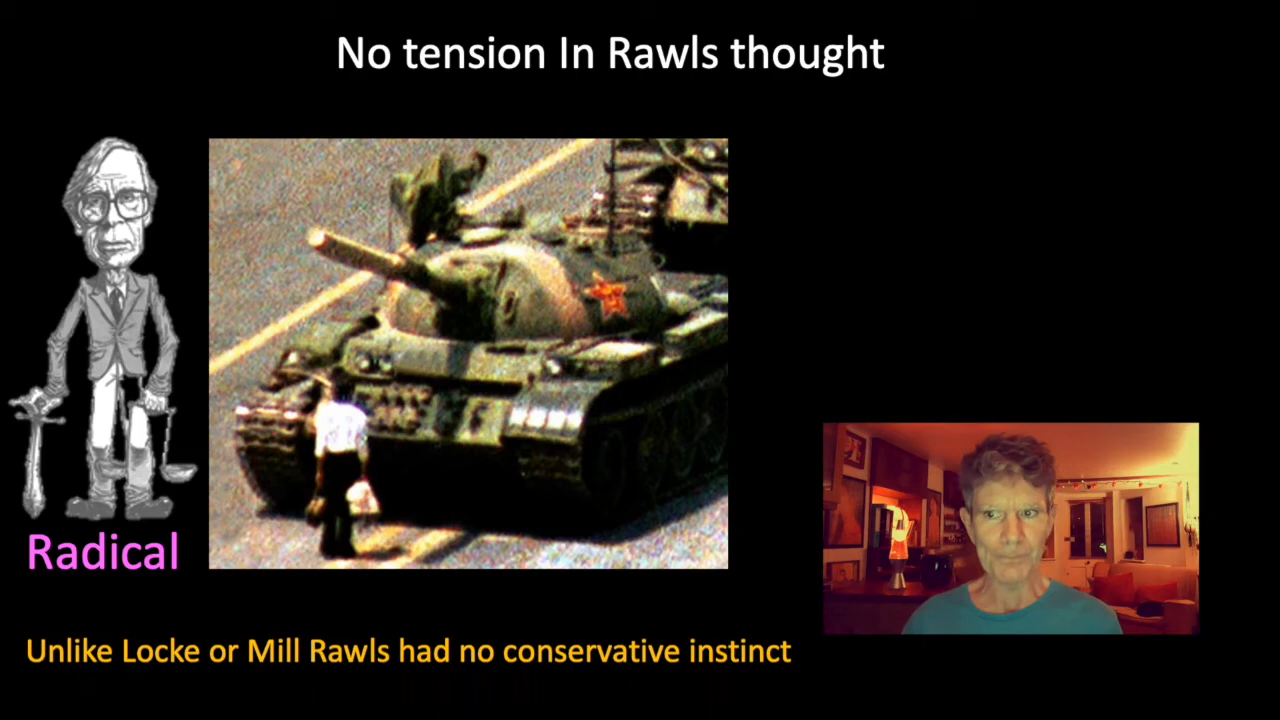 No tension In Rawls thought
Radical
Unlike Locke or Mill Rawls had no conservative instinct